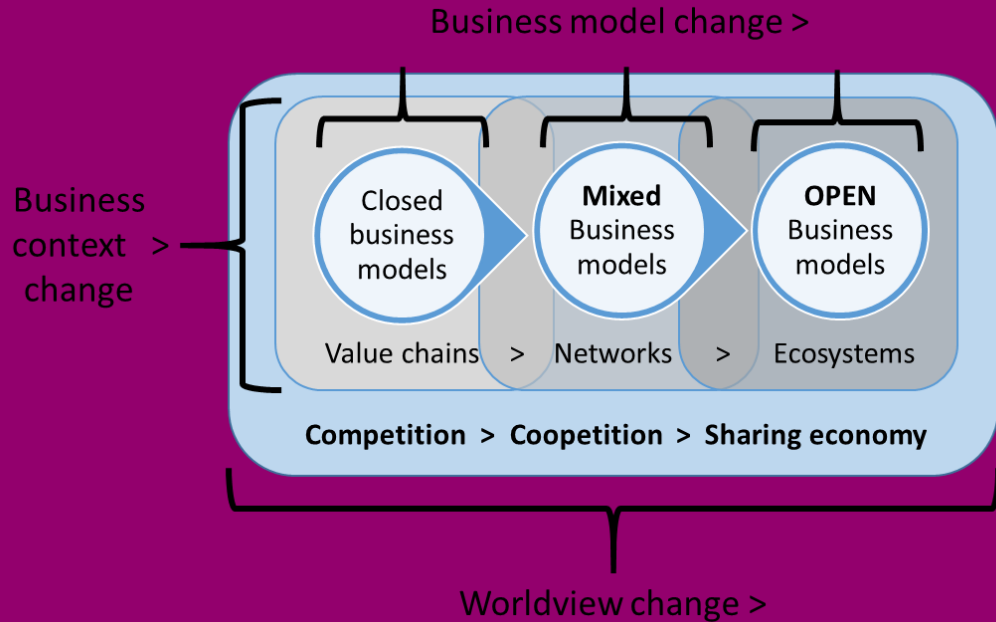 Business model change >
Business
context >
change
Closed
business
models
Mixed
Business
models
OPEN
Business
models
Value chains > Networks > Ecosystems
Competition > Coopetition > Sharing economy
Worldview change >